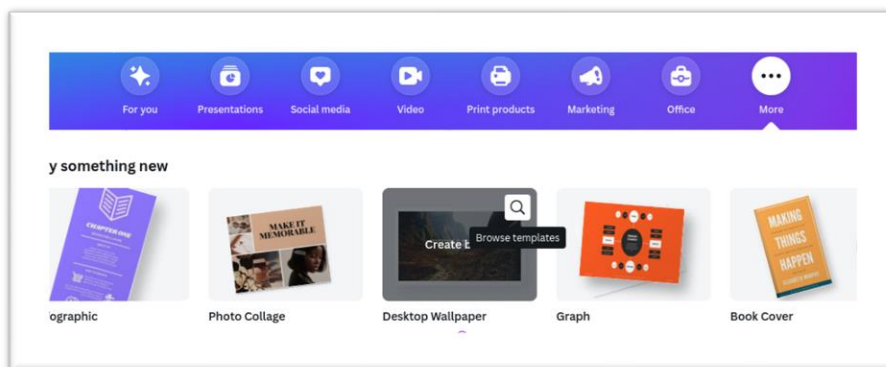 For you
Presentations
Social media
Video
Print products
Marketing
Office
More
y something new
CHAPTER ONE
MAKE IT
MEMORABLE
Create b
Browse templates
MAKING
THINGS
HAPPEN
ographic
Photo Collage
Desktop Wallpaper
Graph
Book Cover